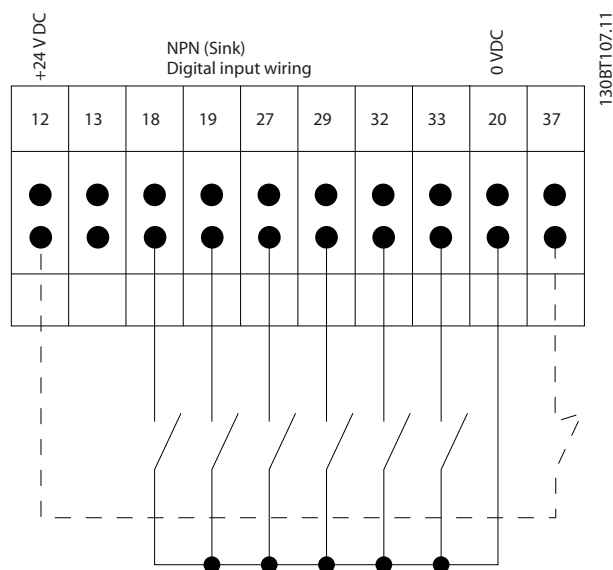 +24 V DC
NPN (Sink)
Digital input wiring
0 VDC
130BT107.11
12 13 18 19 27 29 32 33 20 37